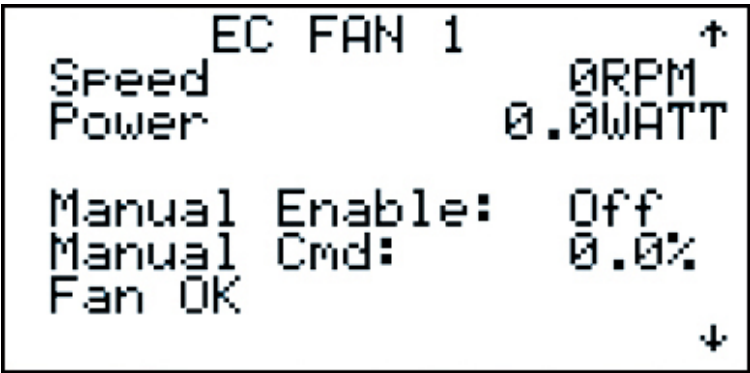 EC FAN 1 ↑
Speed 0RPM
Power 0.0WATT
Manual Enable: Off
Manual Cmd: 0.0%
Fan OK
↓